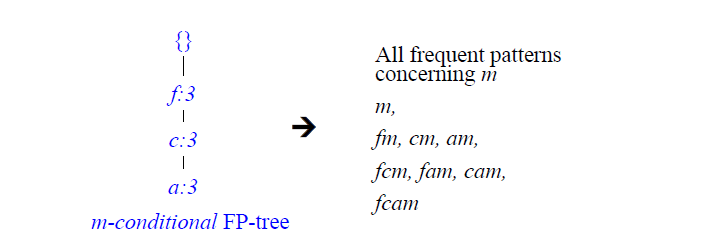 {}
f:3
c:3
a:3
m-conditional FP-tree
➔
All frequent patterns
concerning m
m,
fm, cm, am,
fcm, fam, cam,
fcam